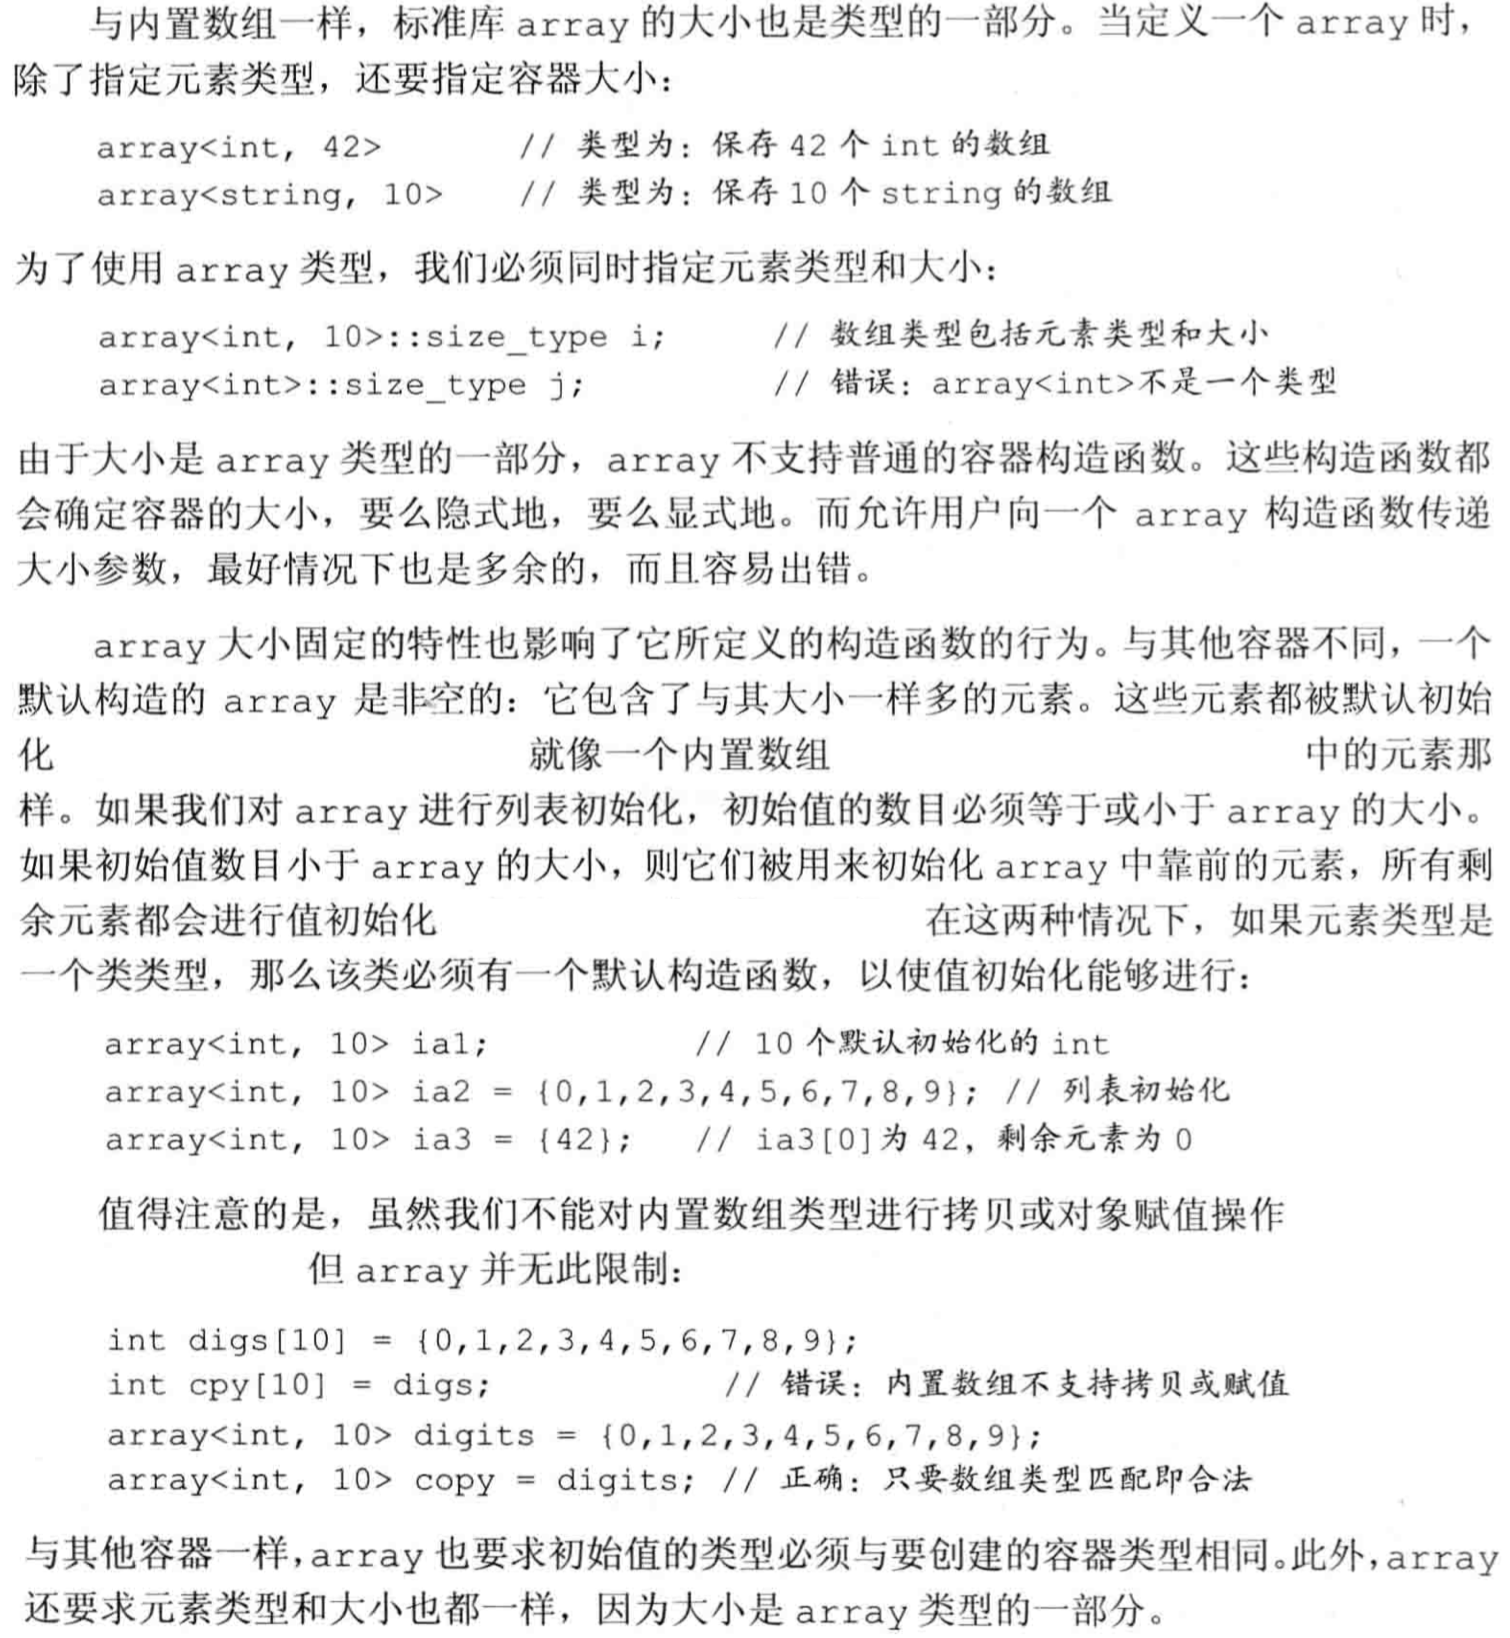 与内置数组一样，标准库 array 的大小也是类型的一部分。当定义一个 array 时，
除了指定元素类型，还要指定容器大小：
array<int, 42> // 类型为：保存 42 个 int 的数组
array<string, 10> // 类型为：保存 10 个 string 的数组
为了使用 array 类型，我们必须同时指定元素类型和大小：
array<int, 10>::size_type i; // 数组类型包括元素类型和大小
array<int>::size_type j; // 错误：array<int>不是一个类型
由于大小是 array 类型的一部分，array 不支持普通的容器构造函数。这些构造函数都
会确定容器的大小，要么隐式地，要么显式地。而允许用户向一个 array 构造函数传递
大小参数，最好情况下也是多余的，而且容易出错。
array 大小固定的特性也影响了它所定义的构造函数的行为。与其他容器不同，一个
默认构造的 array 是非空的：它包含了与其大小一样多的元素。这些元素都被默认初始
化 就像一个内置数组 中的元素那
样。如果我们对 array 进行列表初始化，初始值的数目必须等于或小于 array 的大小。
如果初始值数目小于 array 的大小，则它们被用来初始化 array 中靠前的元素，所有剩
余元素都会进行值初始化 在这两种情况下，如果元素类型是
一个类类型，那么该类必须有一个默认构造函数，以使值初始化能够进行：
array<int, 10> ia1; // 10 个默认初始化的 int
array<int, 10> ia2 = {0,1,2,3,4,5,6,7,8,9}; // 列表初始化
array<int, 10> ia3 = {42}; // ia3[0]为 42，剩余元素为 0
值得注意的是，虽然我们不能对内置数组类型进行拷贝或对象赋值操作
但 array 并无此限制：
int digs[10] = {0,1,2,3,4,5,6,7,8,9};
int cpy[10] = digs; // 错误：内置数组不支持拷贝或赋值
array<int, 10> digits = {0,1,2,3,4,5,6,7,8,9};
array<int, 10> copy = digits; // 正确：只要数组类型匹配即合法
与其他容器一样，array 也要求初始值的类型必须与要创建的容器类型相同。此外，array
还要求元素类型和大小也都一样，因为大小是 array 类型的一部分。